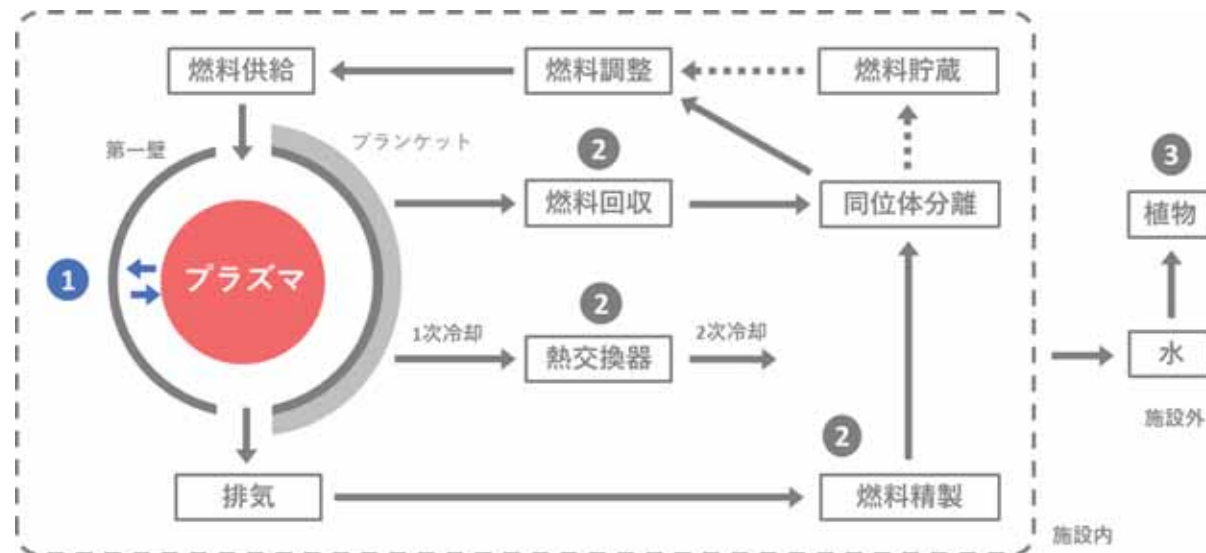 燃料供給
燃料調整
燃料貯蔵
第一壁
ブランケット
2
燃料回収
同位体分離
3
植物
1
プラズマ
2
1次冷却
熱交換器
2次冷却
水
施設外
2
排気
燃料精製
施設内